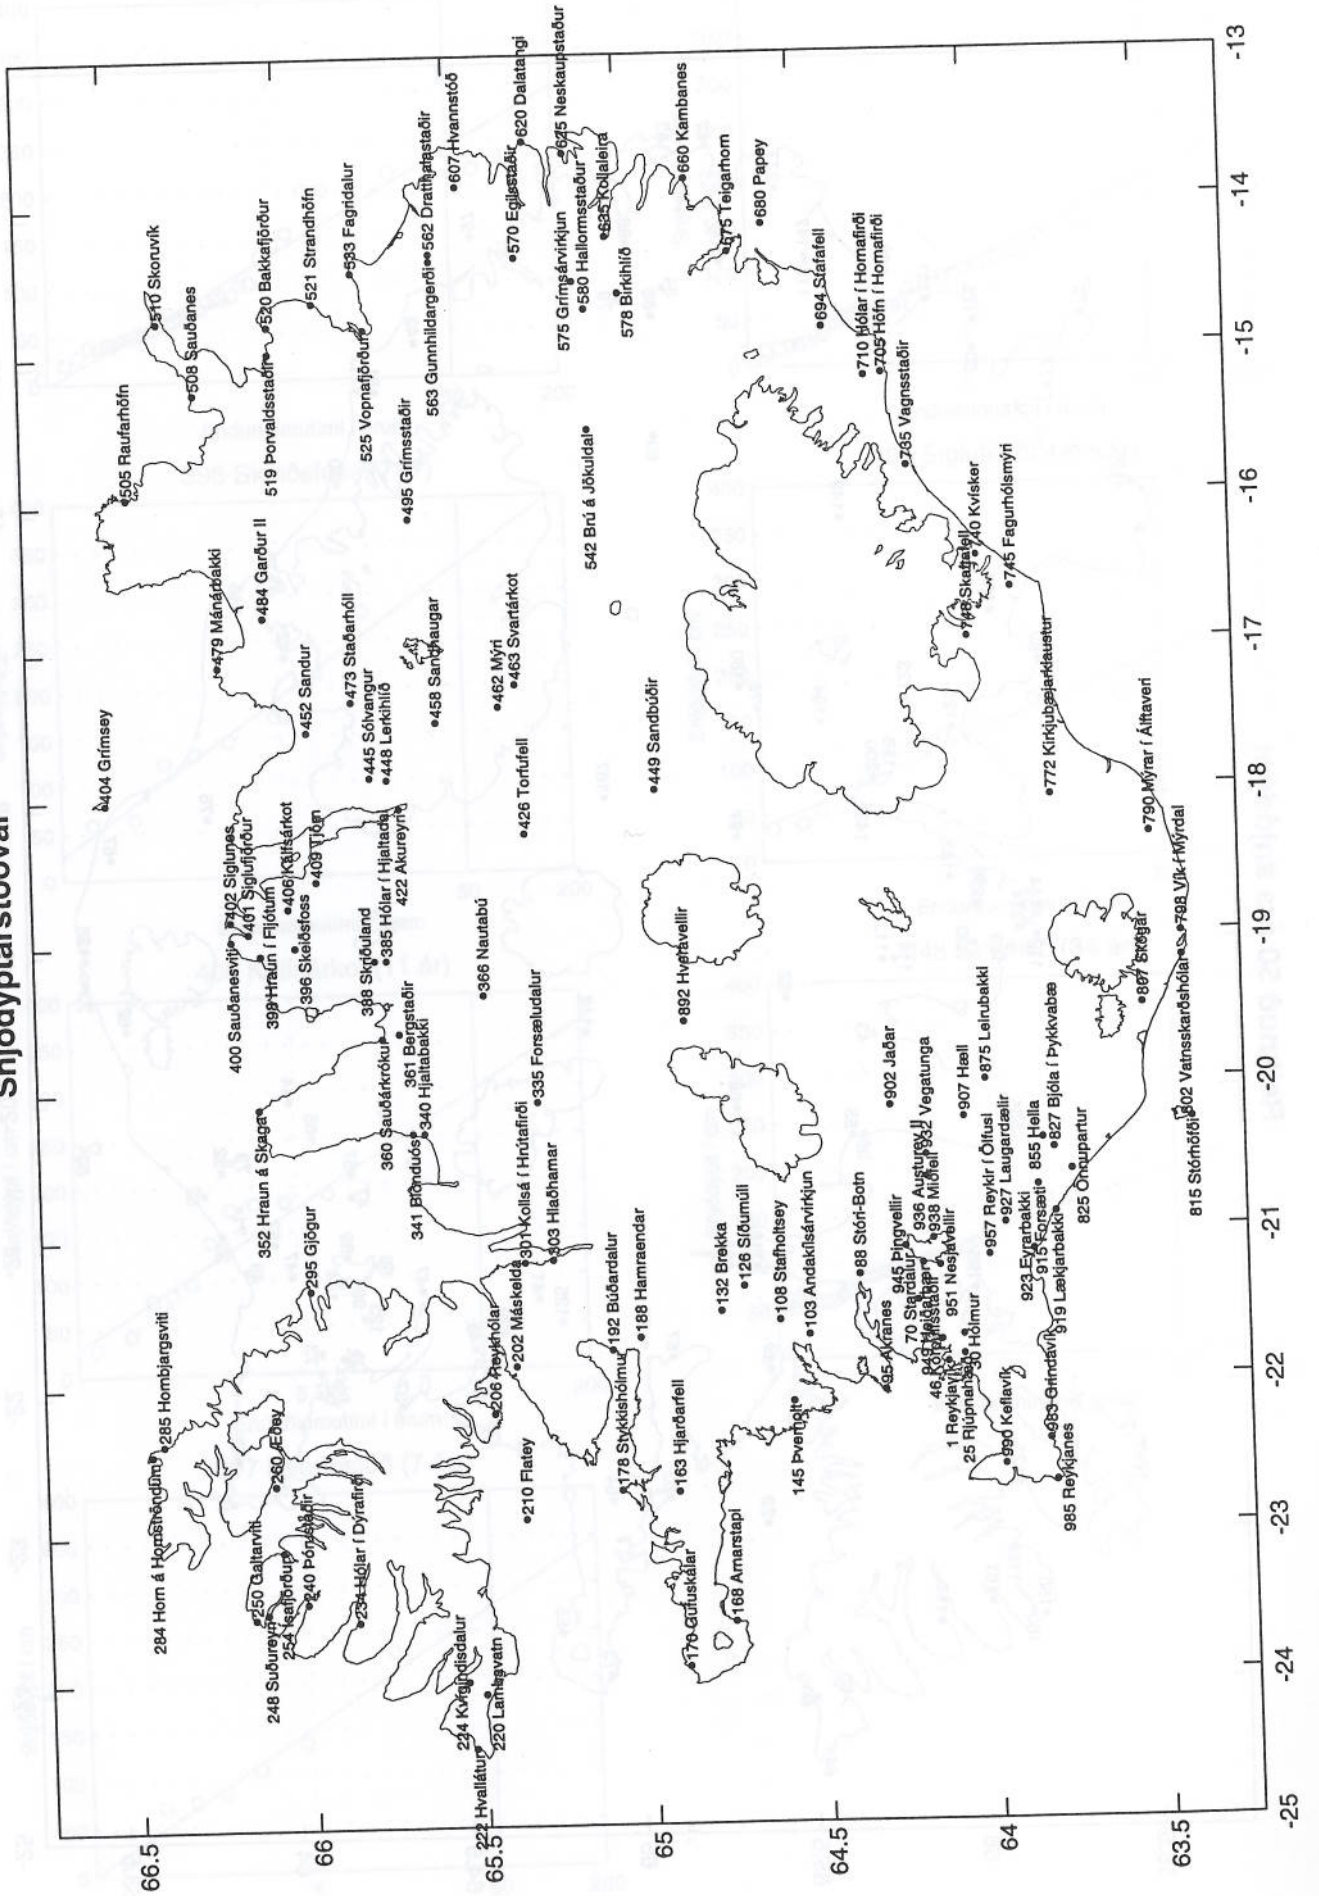 Snjódýptarstöðvar
284 Horn á Hornströndum
285 Hornbjargsviti
250 Galtarviti
248 Suðureyri
254 Ísafjörður
260 Æðey
240 Þórustaðir
234 Hólar í Dýrafirði
224 Kvígindisdalur
222 Hvallátur
220 Lambavatn
210 Flatey
206 Reykhólar
202 Máskelda
295 Gjögur
301 Kollsá í Hrútafirði
303 Hlaðhamar
192 Búðardalur
188 Hamraendar
178 Stykkishólmur
163 Hjarðarfell
170 Gufuskálar
168 Arnarstapi
145 Þverholt
132 Brekka
126 Síðumúli
108 Stafholtsey
103 Andakílsárvirkjun
88 Stóri-Botn
95 Akranes
352 Hraun á Skaga
341 Blönduós
340 Hjaltabakki
360 Sauðárkrókur
361 Bergstaðir
335 Forsæludalur
366 Nautabú
400 Sauðanesviti
402 Siglunes
401 Siglufjörður
398 Hraun í Fljótum
396 Skeiðsfoss
406 Kálfsárkot
409 Tjörn
388 Skriðuland
385 Hólar í Hjaltadal
422 Akureyri
404 Grímsey
452 Sandur
445 Sólvangur
448 Lerkihlíð
473 Staðarhóll
458 Sandhaugar
462 Mýri
463 Svartárkot
426 Torfufell
449 Sandbúðir
479 Mánárbakki
484 Garður II
505 Raufarhöfn
508 Sauðanes
510 Skoruvík
519 Þorvaldsstaðir
520 Bakkafjörður
521 Strandhöfn
525 Vopnafjörður
533 Fagridalur
495 Grímsstaðir
563 Gunnhildargerði
562 Dratthalastaðir
607 Hvannstóð
542 Brú á Jökuldal
570 Egilsstaðir
620 Dalatangi
575 Grímsárvirkjun
580 Hallormsstaður
625 Neskaupstaður
635 Kollaleira
578 Birkihlíð
660 Kambanes
675 Teigarhorn
680 Papey
694 Stafafell
710 Hólar í Hornafirði
705 Höfn í Hornafirði
735 Vagnsstaðir
740 Kvísker
745 Fagurhólsmýri
748 Skaftafell
772 Kirkjubæjarklaustur
790 Mýrar í Álftaveri
798 Vík í Mýrdal
802 Vatnsskarðshólar
807 Skógar
815 Stórhöfði
892 Hveravellir
902 Jaðar
907 Hæll
875 Leirubakki
932 Vegatunga
936 Austurey II
938 Miðfell
945 Þingvellir
70 Stardalur
949 Heiðarbær
46 Korpúlfsstaðir
951 Nesjavellir
1 Reykjavík
25 Rjúpnahæð
30 Hólmur
957 Reykir í Ölfusi
927 Laugardælir
855 Hella
827 Bjóla í Þykkvabæ
825 Önnupartur
923 Eyrarbakki
915 Forsæti
919 Lækjarbakki
990 Keflavík
983 Grindavík
985 Reykjanes
66.5
66
65.5
65
64.5
64
63.5
-25
-24
-23
-22
-21
-20
-19
-18
-17
-16
-15
-14
-13